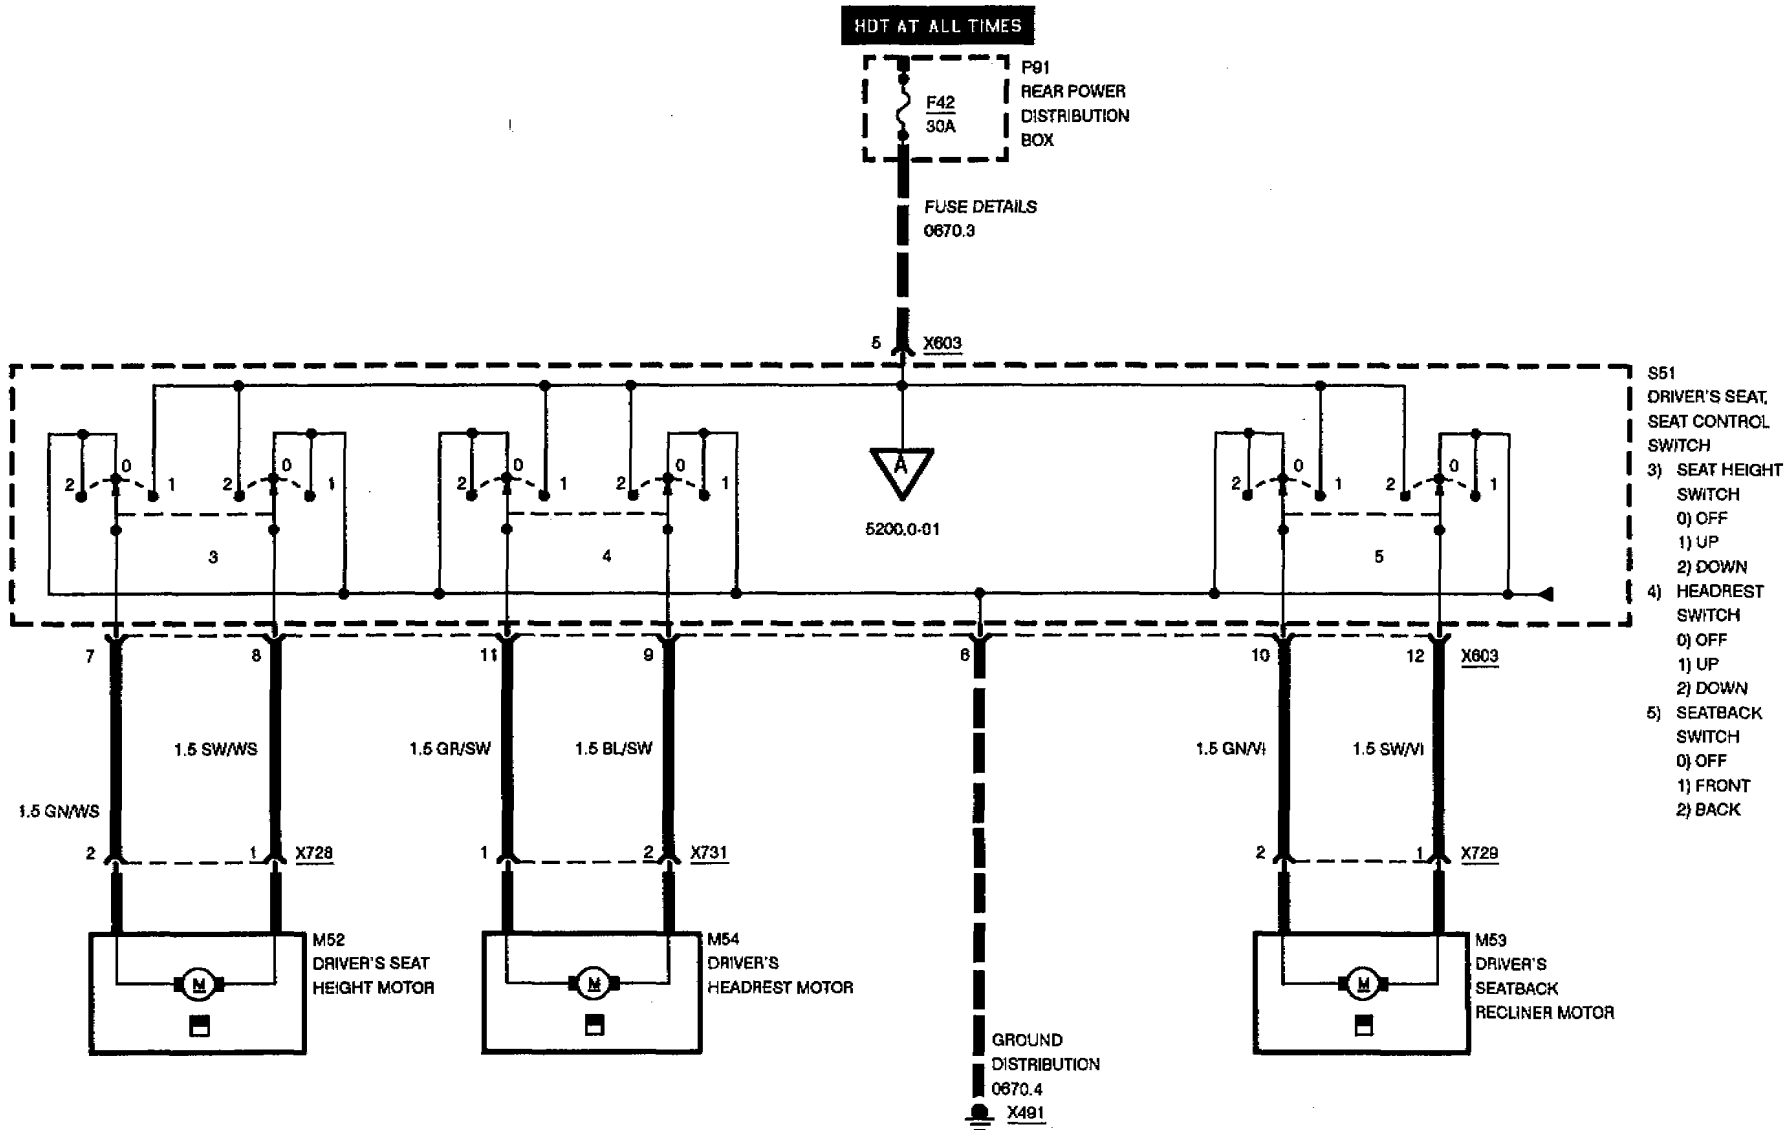 HOT AT ALL TIMES
P91
REAR POWER
DISTRIBUTION
BOX
F42
30A
FUSE DETAILS
0670.3
5
X603
S51
DRIVER'S SEAT,
SEAT CONTROL
SWITCH
3) SEAT HEIGHT
SWITCH
0) OFF
1) UP
2) DOWN
4) HEADREST
SWITCH
0) OFF
1) UP
2) DOWN
5) SEATBACK
SWITCH
0) OFF
1) FRONT
2) BACK
2 0 1 2 0 1
3
2 0 1 2 0 1
4
A
5200.0-01
2 0 1 2 0 1
5
7 8 11 9 6 10 12 X603
1.5 GN/WS
1.5 SW/WS
1.5 GR/SW
1.5 BL/SW
1.5 GN/VI
1.5 SW/VI
2 1 X728
1 2 X731
2 1 X729
M
M52
DRIVER'S SEAT
HEIGHT MOTOR
M
M54
DRIVER'S
HEADREST MOTOR
M
M53
DRIVER'S
SEATBACK
RECLINER MOTOR
GROUND
DISTRIBUTION
0670.4
X491